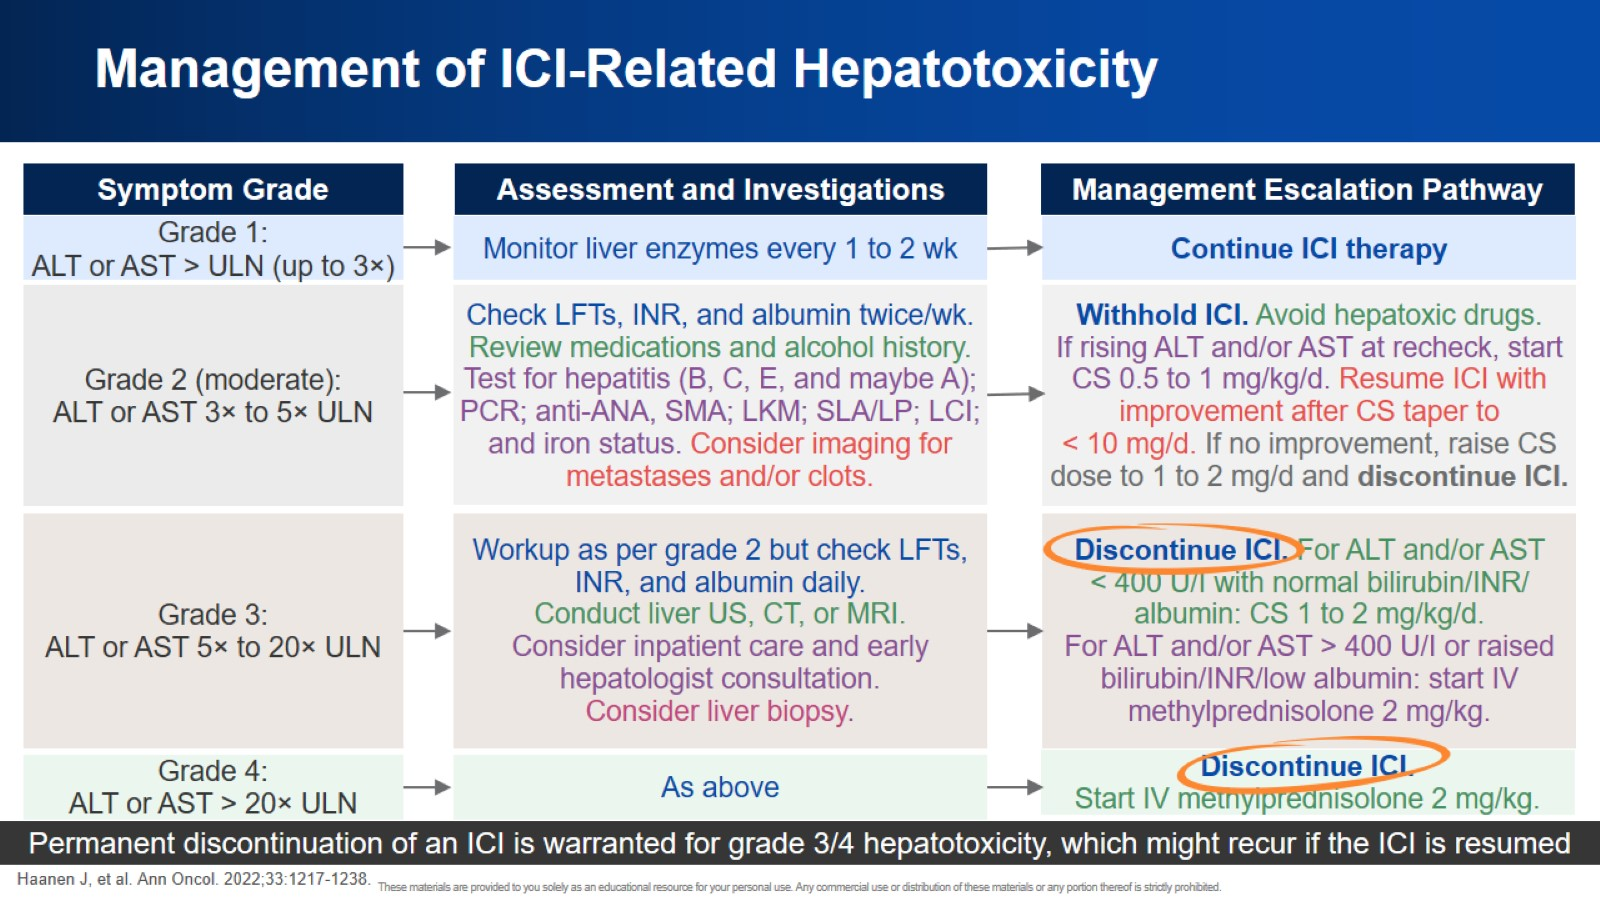 Management of ICI-Related Hepatotoxicity
Symptom Grade
Assessment and Investigations
Management Escalation Pathway
Grade 1:
ALT or AST > ULN (up to 3×)
Monitor liver enzymes every 1 to 2 wk
Continue ICI therapy
Grade 2 (moderate):
ALT or AST 3× to 5× ULN
Check LFTs, INR, and albumin twice/wk.
Review medications and alcohol history.
Test for hepatitis (B, C, E, and maybe A);
PCR; anti-ANA, SMA; LKM; SLA/LP; LCI;
and iron status. Consider imaging for
metastases and/or clots.
Withhold ICI. Avoid hepatoxic drugs.
If rising ALT and/or AST at recheck, start
CS 0.5 to 1 mg/kg/d. Resume ICI with
improvement after CS taper to
< 10 mg/d. If no improvement, raise CS
dose to 1 to 2 mg/d and discontinue ICI.
Grade 3:
ALT or AST 5× to 20× ULN
Workup as per grade 2 but check LFTs,
INR, and albumin daily.
Conduct liver US, CT, or MRI.
Consider inpatient care and early
hepatologist consultation.
Consider liver biopsy.
Discontinue ICI. For ALT and/or AST
< 400 U/l with normal bilirubin/INR/
albumin: CS 1 to 2 mg/kg/d.
For ALT and/or AST > 400 U/l or raised
bilirubin/INR/low albumin: start IV
methylprednisolone 2 mg/kg.
Grade 4:
ALT or AST > 20× ULN
As above
Discontinue ICI.
Start IV methylprednisolone 2 mg/kg.
Permanent discontinuation of an ICI is warranted for grade 3/4 hepatotoxicity, which might recur if the ICI is resumed
Haanen J, et al. Ann Oncol. 2022;33:1217-1238.
These materials are provided to you solely as an educational resource for your personal use. Any commercial use or distribution of these materials or any portion thereof is strictly prohibited.